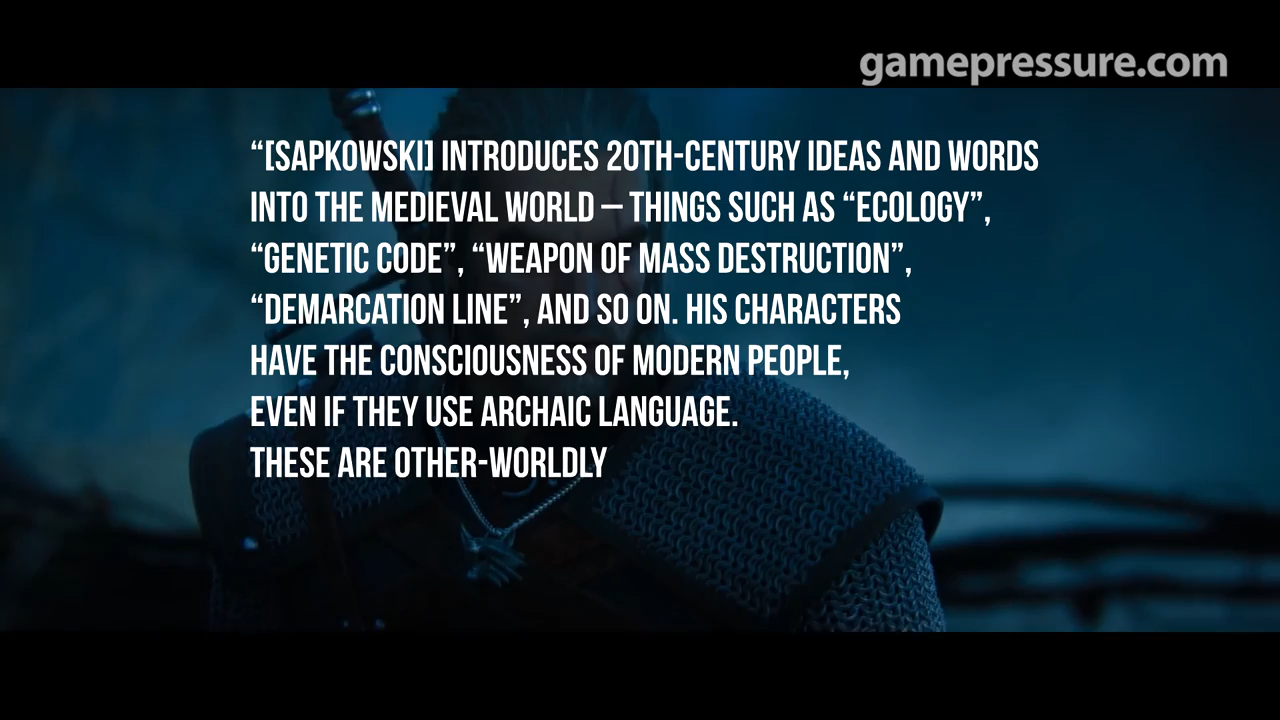 gamepressure.com
“[SAPKOWSKI] INTRODUCES 20TH-CENTURY IDEAS AND WORDS
INTO THE MEDIEVAL WORLD – THINGS SUCH AS “ECOLOGY”,
“GENETIC CODE”, “WEAPON OF MASS DESTRUCTION”,
“DEMARCATION LINE”, AND SO ON. HIS CHARACTERS
HAVE THE CONSCIOUSNESS OF MODERN PEOPLE,
EVEN IF THEY USE ARCHAIC LANGUAGE.
THESE ARE OTHER-WORLDLY